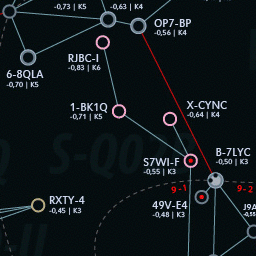 -0,73 | K5
-0,63 | K4
OP7-BP
-0,56 | K4
RJBC-I
-0,83 | K6
6-8QLA
-0,70 | K5
1-BK1Q
-0,71 | K5
X-CYNC
-0,64 | K4
B-7LYC
-0,50 | K3
S7WI-F
-0,55 | K3
9-1
9-2
49V-E4
-0,48 | K3
RXTY-4
-0,45 | K3
J9A